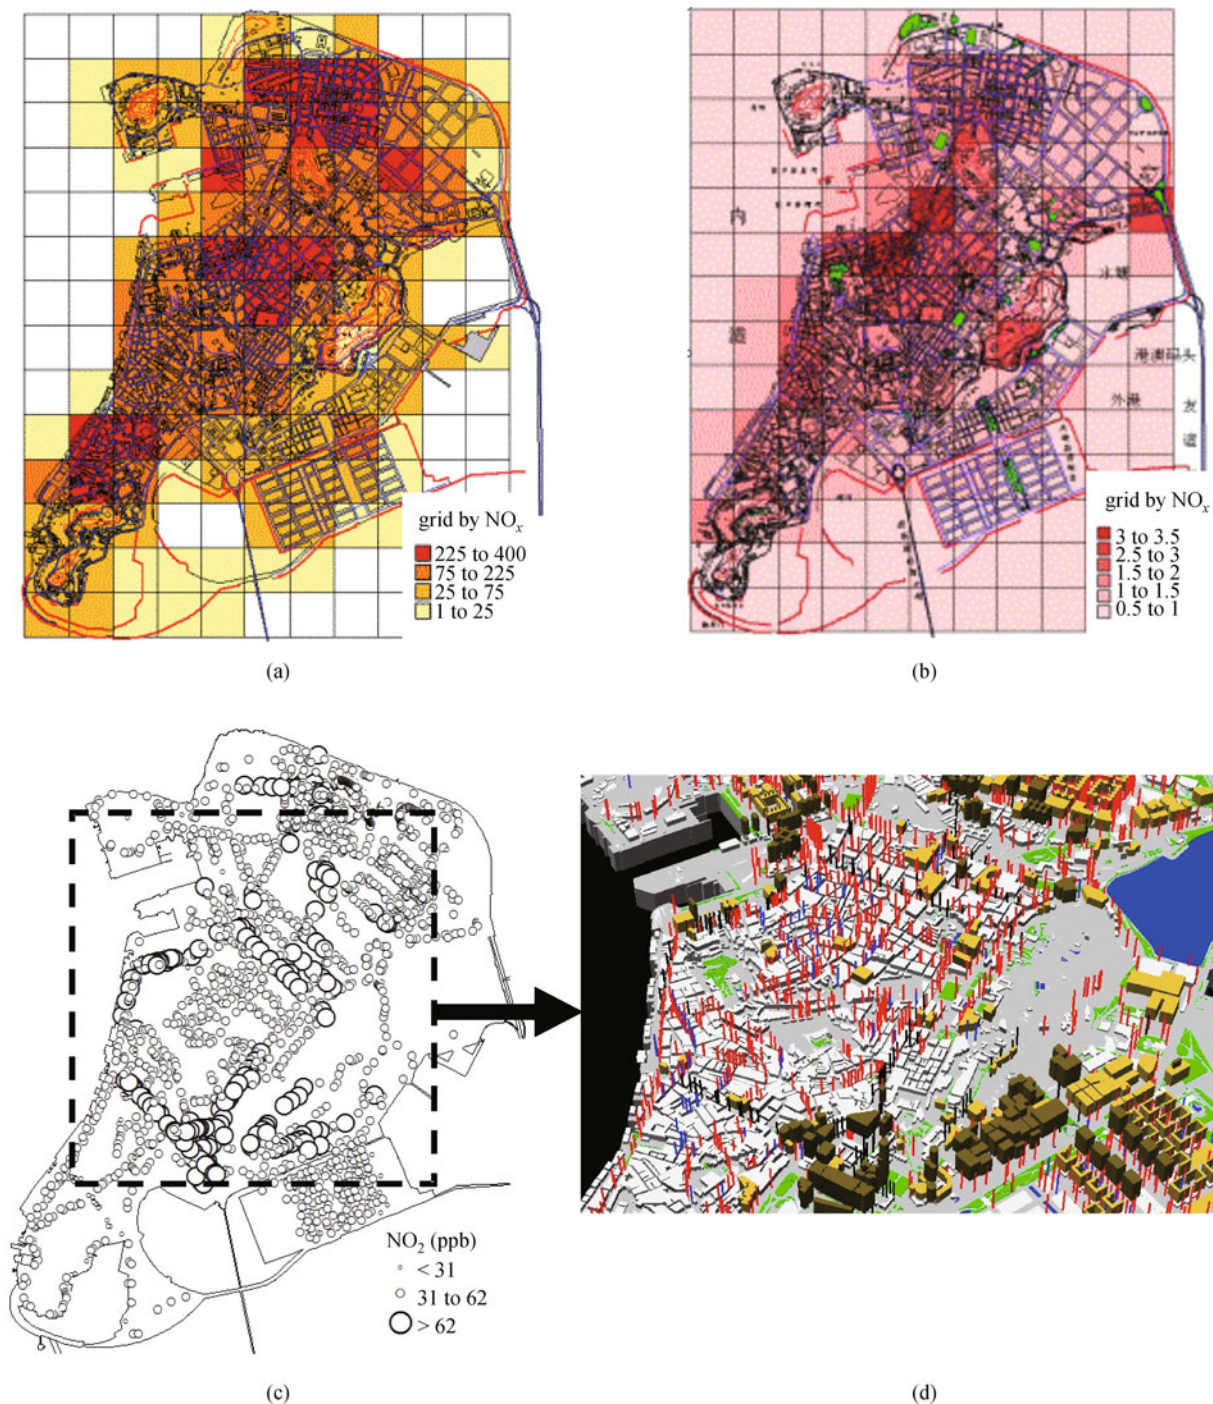 grid by NOx
225 to 400
75 to 225
25 to 75
1 to 25
(a)
内
港
水塘
港澳码头
外港
友
谊
grid by NOx
3 to 3.5
2.5 to 3
1.5 to 2
1 to 1.5
0.5 to 1
(b)
NO2 (ppb)
< 31
31 to 62
> 62
(c)
(d)